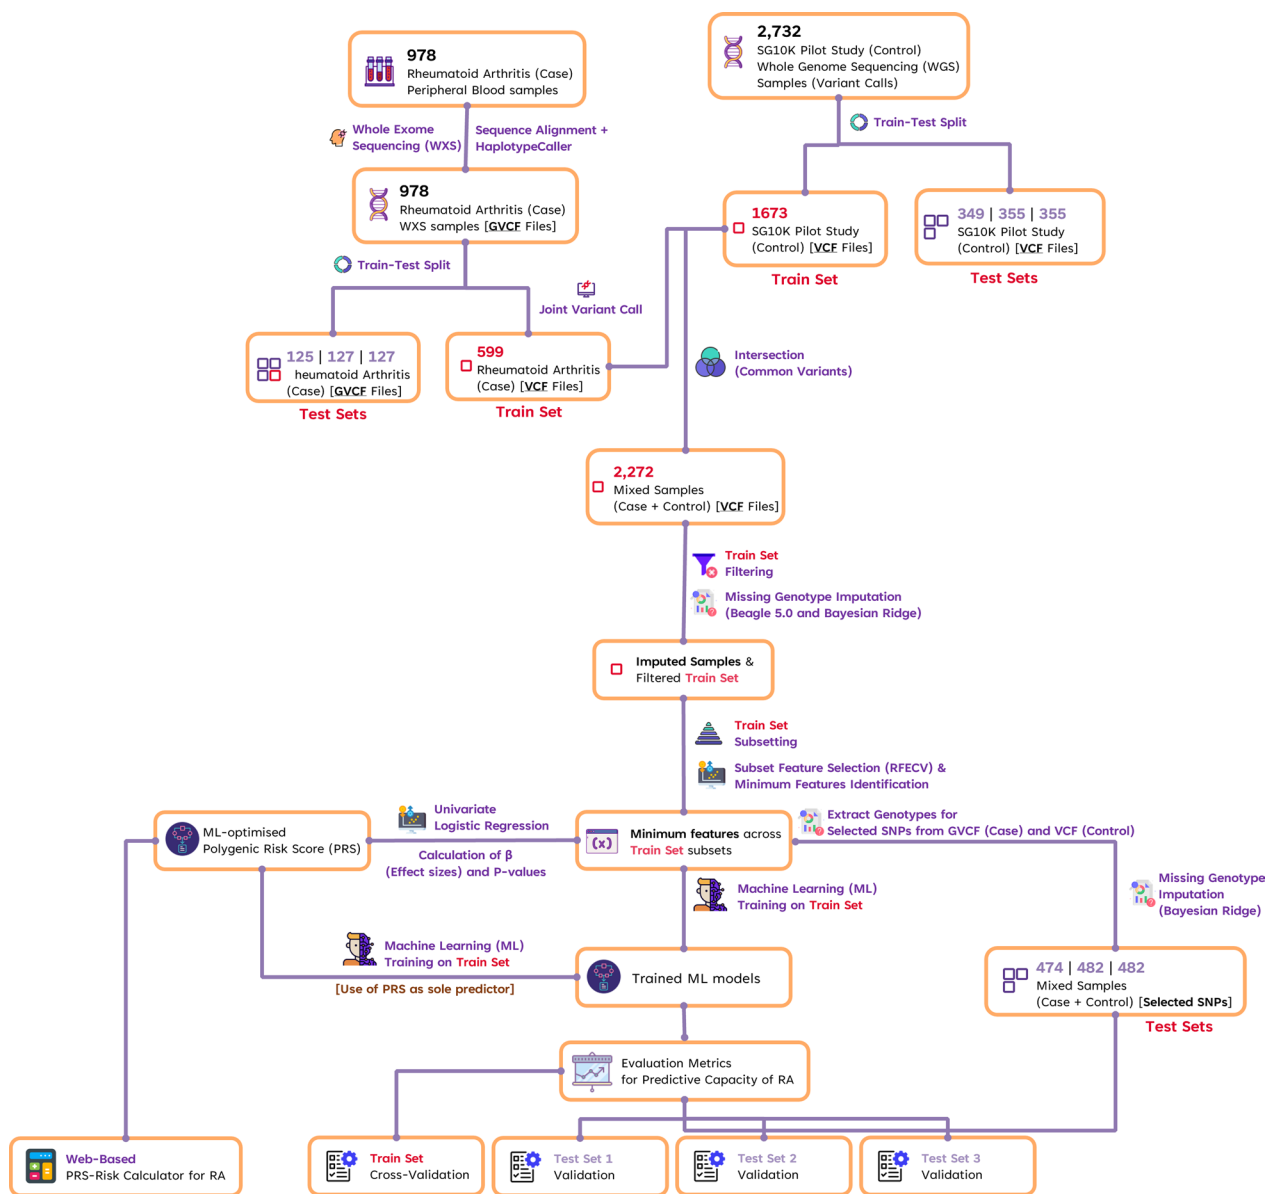 978
Rheumatoid Arthritis (Case)
Peripheral Blood samples
2,732
SG10K Pilot Study (Control)
Whole Genome Sequencing (WGS)
Samples (Variant Calls)
Whole Exome
Sequencing (WXS)
Sequence Alignment +
HaplotypeCaller
Train-Test Split
978
Rheumatoid Arthritis (Case)
WXS samples [GVCF Files]
1673
SG10K Pilot Study
(Control) [VCF Files]
Train Set
349 | 355 | 355
SG10K Pilot Study
(Control) [VCF Files]
Test Sets
Train-Test Split
Joint Variant Call
125 | 127 | 127
heumatoid Arthritis
(Case) [GVCF Files]
Test Sets
599
Rheumatoid Arthritis
(Case) [VCF Files]
Train Set
Intersection
(Common Variants)
2,272
Mixed Samples
(Case + Control) [VCF Files]
Train Set
Filtering
Missing Genotype Imputation
(Beagle 5.0 and Bayesian Ridge)
Imputed Samples &
Filtered Train Set
Train Set
Subsetting
Subset Feature Selection (RFECV) &
Minimum Features Identification
ML-optimised
Polygenic Risk Score (PRS)
Univariate
Logistic Regression
Calculation of β
(Effect sizes) and P-values
(x)
Minimum features across
Train Set subsets
Extract Genotypes for
Selected SNPs from GVCF (Case) and VCF (Control)
Machine Learning (ML)
Training on Train Set
Missing Genotype
Imputation
(Bayesian Ridge)
Machine Learning (ML)
Training on Train Set
[Use of PRS as sole predictor]
Trained ML models
474 | 482 | 482
Mixed Samples
(Case + Control) [Selected SNPs]
Test Sets
Evaluation Metrics
for Predictive Capacity of RA
Web-Based
PRS-Risk Calculator for RA
Train Set
Cross-Validation
Test Set 1
Validation
Test Set 2
Validation
Test Set 3
Validation